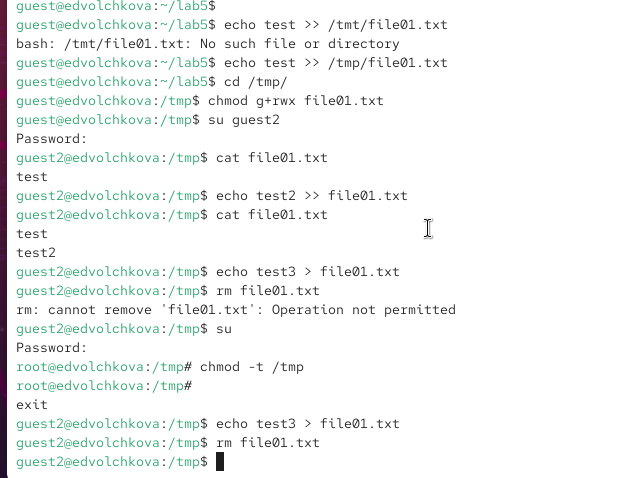 guest@edvolchkova:~/lab5$
guest@edvolchkova:~/lab5$ echo test >> /tmt/file01.txt
bash: /tmt/file01.txt: No such file or directory
guest@edvolchkova:~/lab5$ echo test >> /tmp/file01.txt
guest@edvolchkova:~/lab5$ cd /tmp/
guest@edvolchkova:/tmp$ chmod g+rwx file01.txt
guest@edvolchkova:/tmp$ su guest2
Password:
guest2@edvolchkova:/tmp$ cat file01.txt
test
guest2@edvolchkova:/tmp$ echo test2 >> file01.txt
guest2@edvolchkova:/tmp$ cat file01.txt
test
test2
guest2@edvolchkova:/tmp$ echo test3 > file01.txt
guest2@edvolchkova:/tmp$ rm file01.txt
rm: cannot remove 'file01.txt': Operation not permitted
guest2@edvolchkova:/tmp$ su
Password:
root@edvolchkova:/tmp# chmod -t /tmp
root@edvolchkova:/tmp#
exit
guest2@edvolchkova:/tmp$ echo test3 > file01.txt
guest2@edvolchkova:/tmp$ rm file01.txt
guest2@edvolchkova:/tmp$